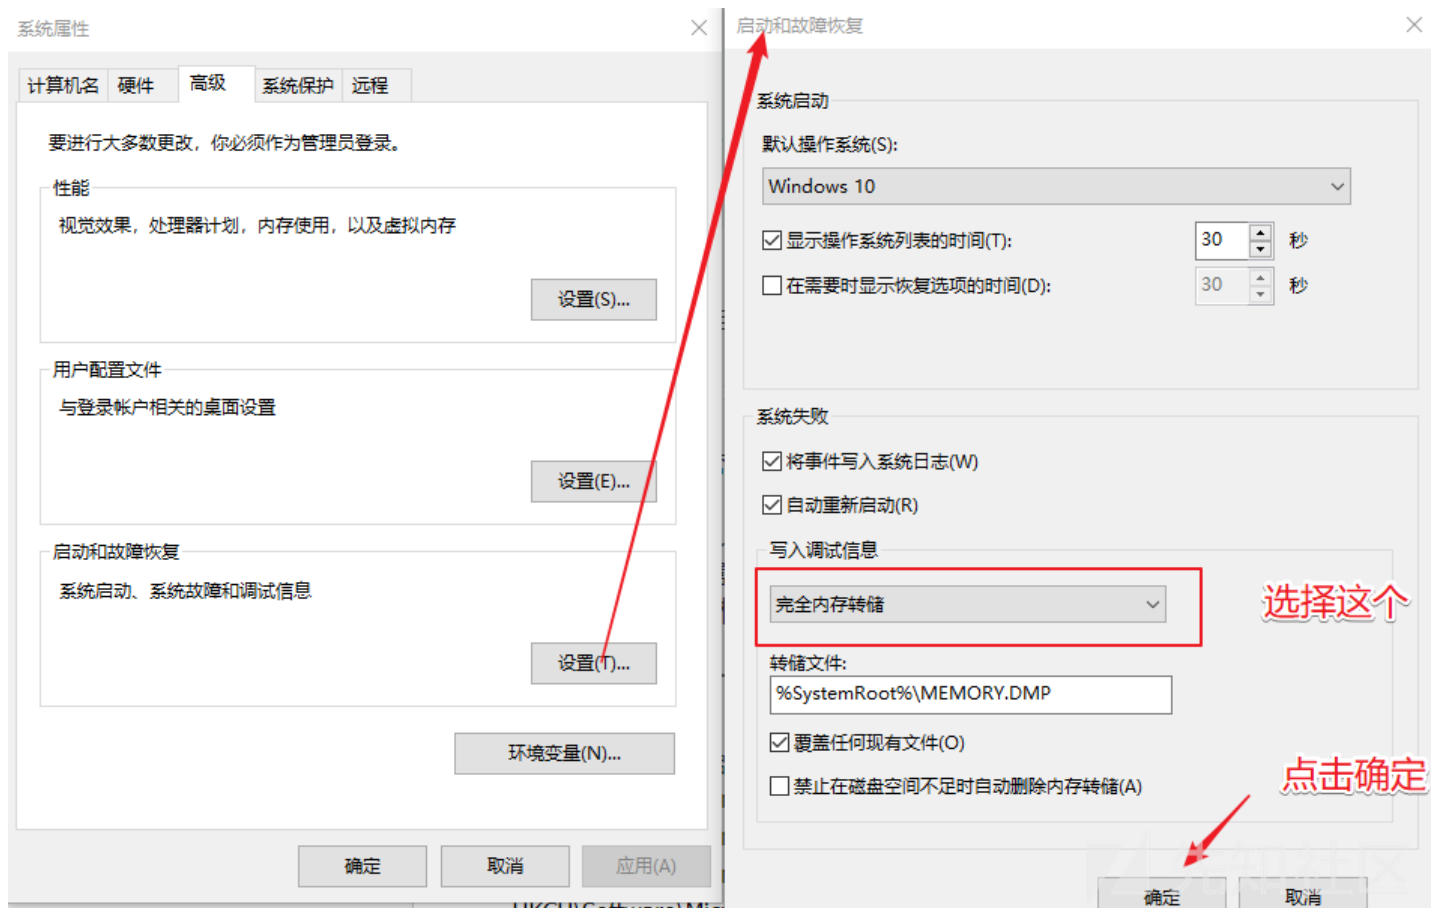 系统属性
计算机名
硬件
高级
系统保护
远程
要进行大多数更改，你必须作为管理员登录。
性能
视觉效果，处理器计划，内存使用，以及虚拟内存
设置(S)...
用户配置文件
与登录帐户相关的桌面设置
设置(E)...
启动和故障恢复
系统启动、系统故障和调试信息
设置(T)...
环境变量(N)...
确定
取消
应用(A)
启动和故障恢复
系统启动
默认操作系统(S):
Windows 10
显示操作系统列表的时间(T):
30
秒
在需要时显示恢复选项的时间(D):
30
秒
系统失败
将事件写入系统日志(W)
自动重新启动(R)
写入调试信息
完全内存转储
选择这个
转储文件:
%SystemRoot%\MEMORY.DMP
覆盖任何现有文件(O)
禁止在磁盘空间不足时自动删除内存转储(A)
点击确定
先知社区
确定
取消